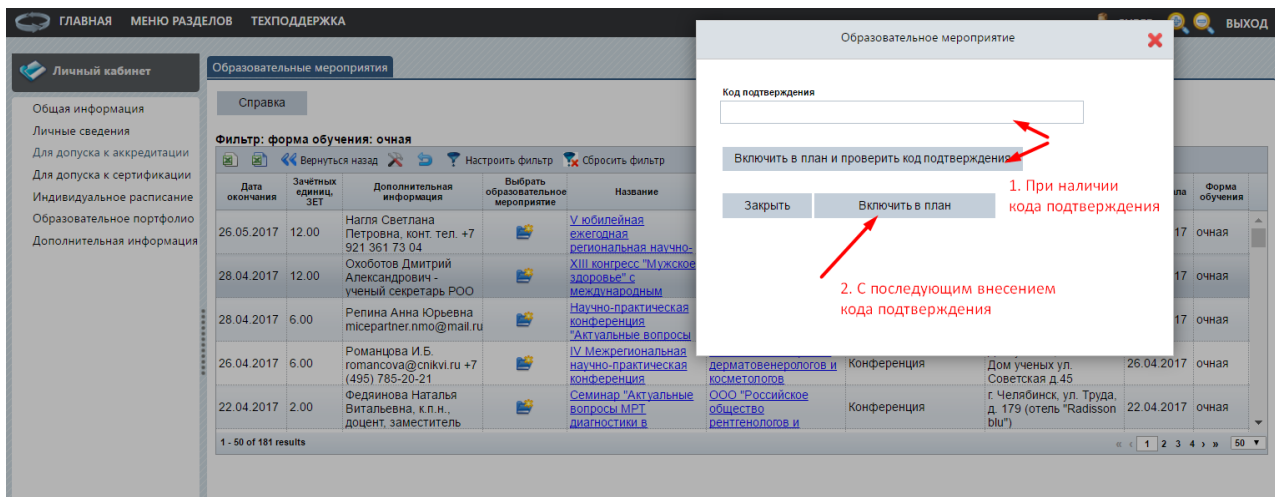 ГЛАВНАЯ МЕНЮ РАЗДЕЛОВ ТЕХПОДДЕРЖКА ВЫХОД
Личный кабинет
Общая информация
Личные сведения
Для допуска к аккредитации
Для допуска к сертификации
Индивидуальное расписание
Образовательное портфолио
Дополнительная информация
Образовательные мероприятия
Справка
Фильтр: форма обучения: очная
Вернуться назад Настроить фильтр Сбросить фильтр
Дата окончания
Зачётных единиц, ЗЕТ
Дополнительная информация
Выбрать образовательное мероприятие
Название
Форма обучения
26.05.2017 12.00
Нагля Светлана
Петровна, конт. тел. +7
921 361 73 04
V юбилейная
ежегодная
региональная научно-
17 очная
28.04.2017 12.00
Охоботов Дмитрий
Александрович -
ученый секретарь РОО
XIII конгресс "Мужское
здоровье" с
международным
17 очная
28.04.2017 6.00
Репина Анна Юрьевна
micepartner.nmo@mail.ru
Научно-практическая
конференция
"Актуальные вопросы
17 очная
26.04.2017 6.00
Романцова И.Б.
romancova@cnikvi.ru +7
(495) 785-20-21
IV Межрегиональная
научно-практическая
конференция
дерматовенерологов и
косметологов
Конференция
Дом ученых ул.
Советская д.45
26.04.2017 очная
22.04.2017 2.00
Федянинова Наталья
Витальевна, к.п.н.,
доцент, заместитель
Семинар "Актуальные
вопросы МРТ
диагностики в
ООО "Российское
общество
рентгенологов и
Конференция
г. Челябинск, ул. Труда,
д. 179 (отель "Radisson
blu")
22.04.2017 очная
1 - 50 of 181 results
« ‹ 1 2 3 4 › » 50
Образовательное мероприятие
Код подтверждения
Включить в план и проверить код подтверждения
Закрыть Включить в план
1. При наличии
кода подтверждения
2. С последующим внесением
кода подтверждения